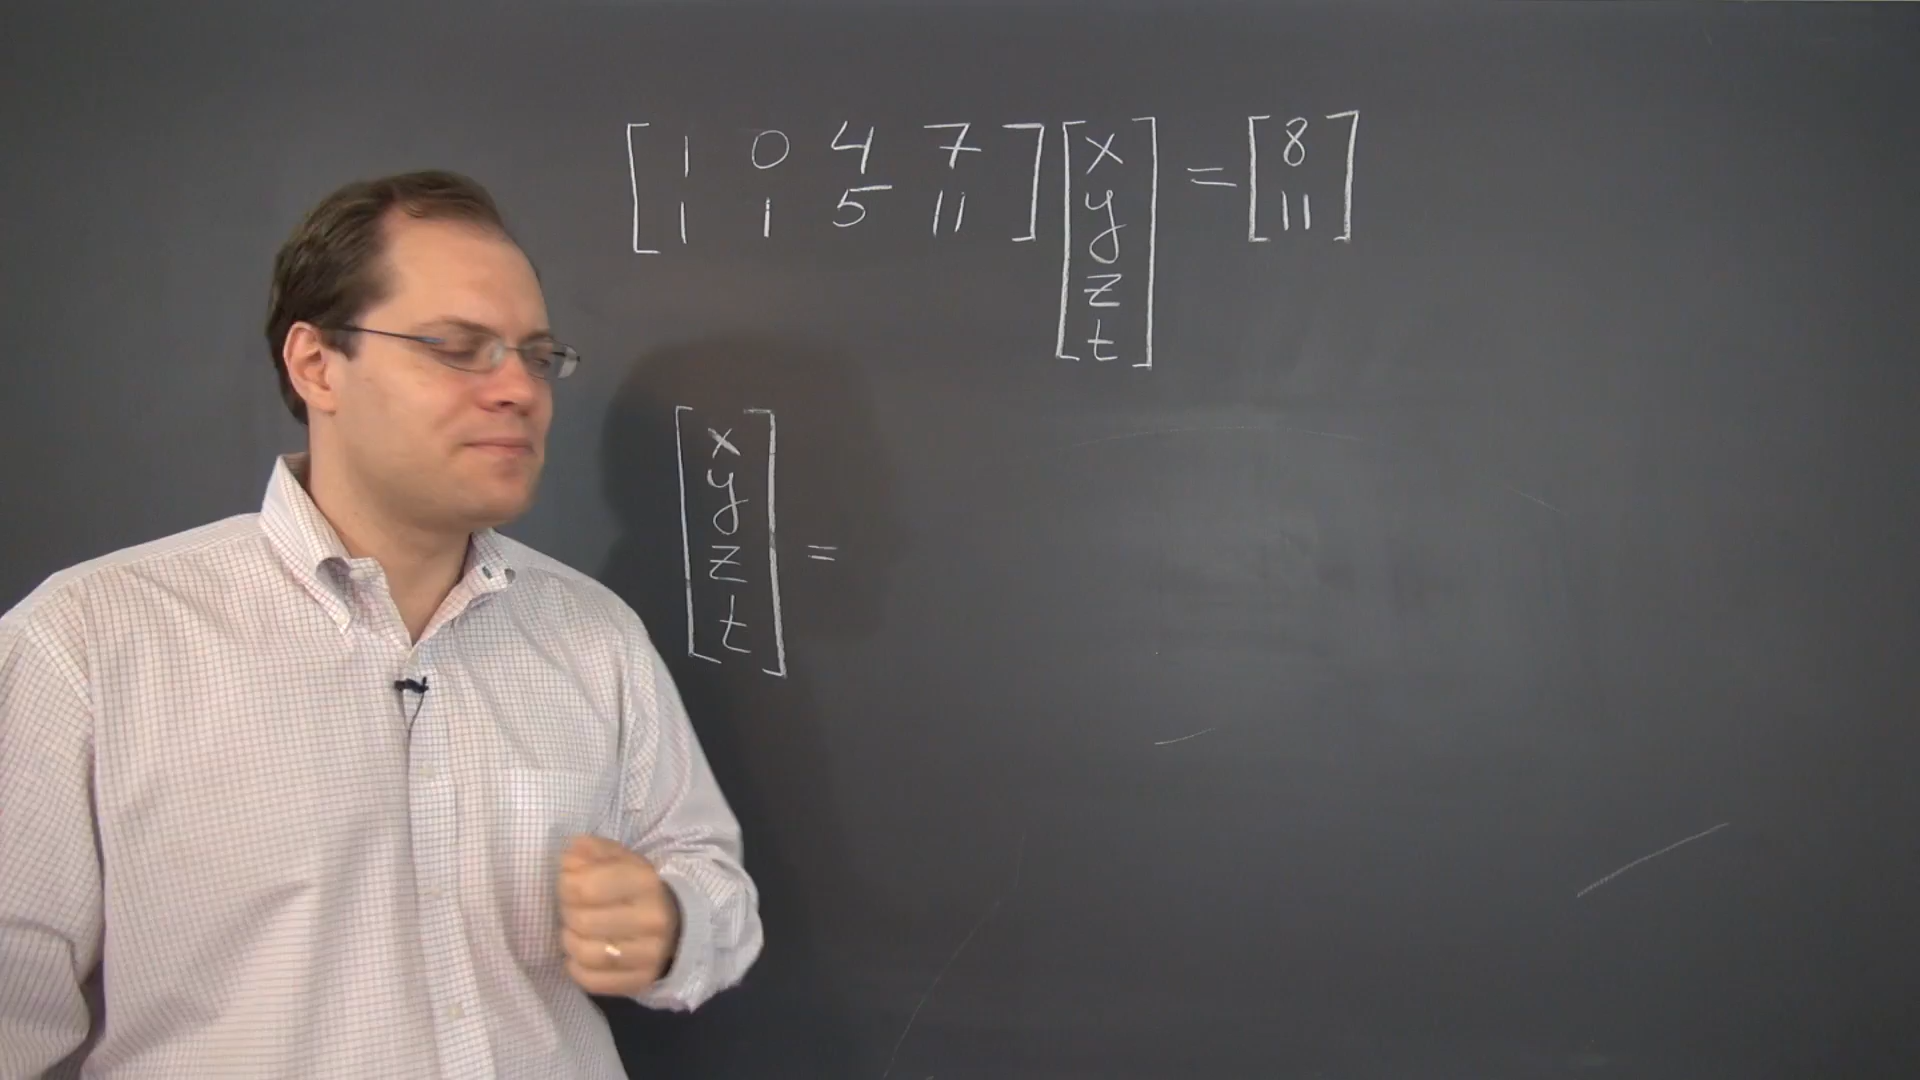 [1 0 4 7] [x] = [8]
[1 1 5 11] [y] [11]
[z]
[t]
[x]
[y]
[z] =
[t]